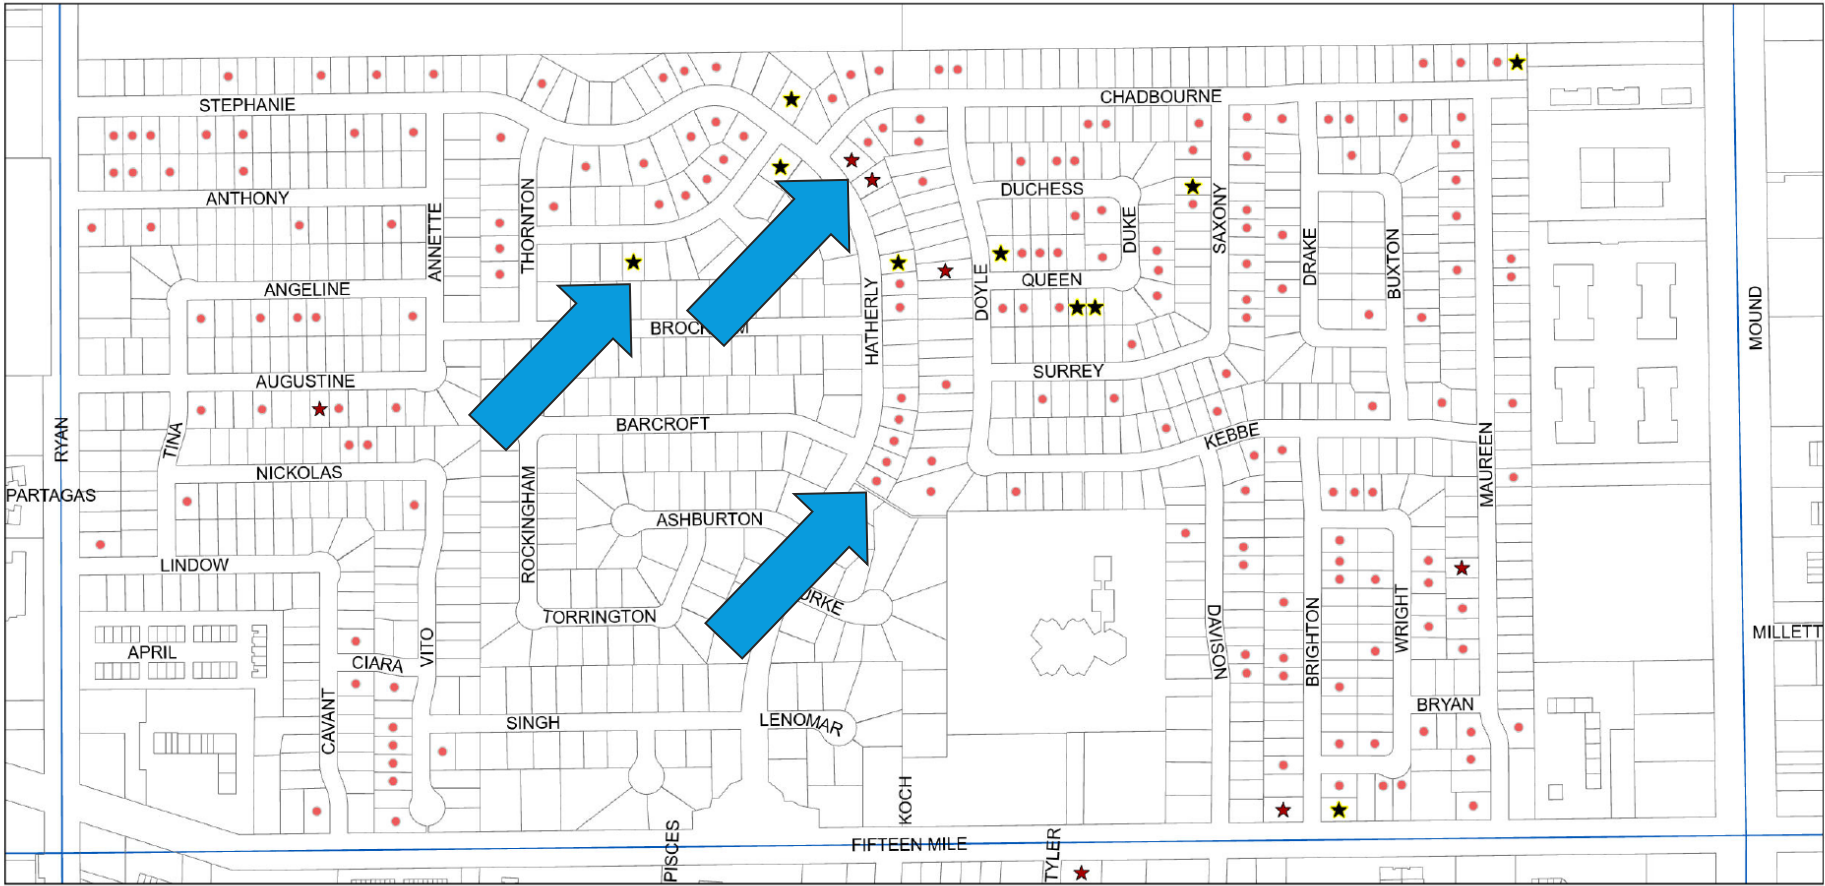 CHADBOURNE
STEPHANIE
DUCHESS
ANTHONY
THORNTON
ANNETTE
DUKE
SAXONY
DRAKE
BUXTON
QUEEN
DOYLE
ANGELINE
HATHERLY
MOUND
SURREY
AUGUSTINE
BARCROFT
KEBBE
TINA
RYAN
NICKOLAS
MAUREEN
PARTAGAS
ROCKINGHAM
ASHBURTON
LINDOW
TORRINGTON
URKE
DAVISON
BRIGHTON
WRIGHT
MILLETT
APRIL
VITO
CIARA
CAVANT
SINGH
LENOMAR
BRYAN
KOCH
FIFTEEN MILE
PISCES
TYLER